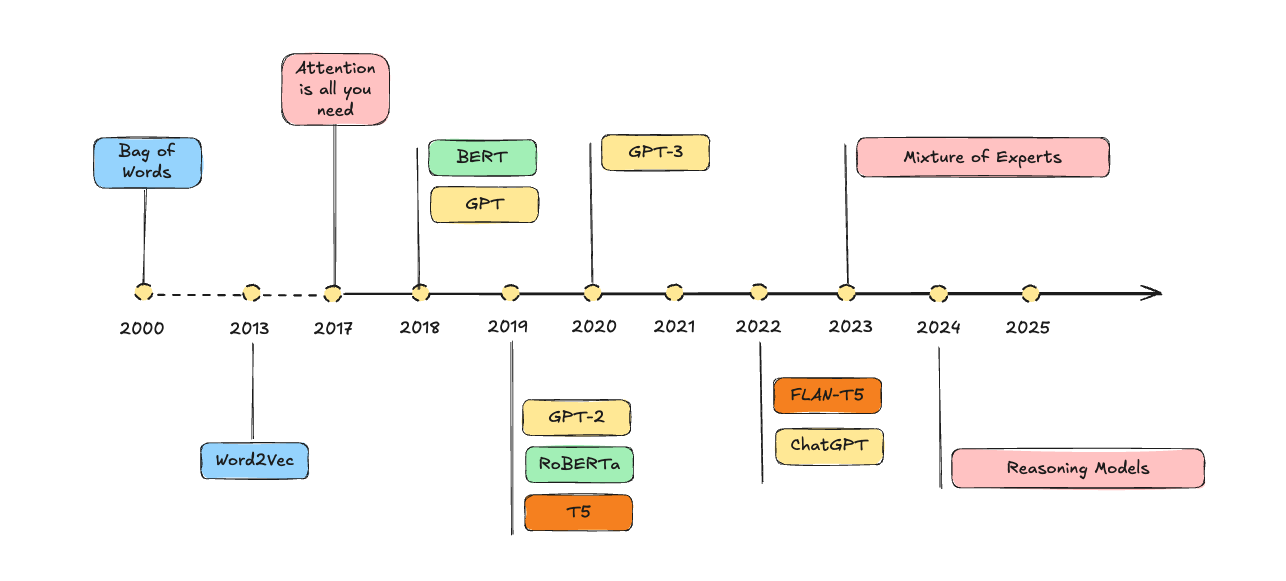 Attention
is all you
need
Bag of
Words
BERT
GPT
GPT-3
Mixture of Experts
2000
2013
2017
2018
2019
2020
2021
2022
2023
2024
2025
Word2Vec
GPT-2
RoBERTa
T5
FLAN-T5
ChatGPT
Reasoning Models